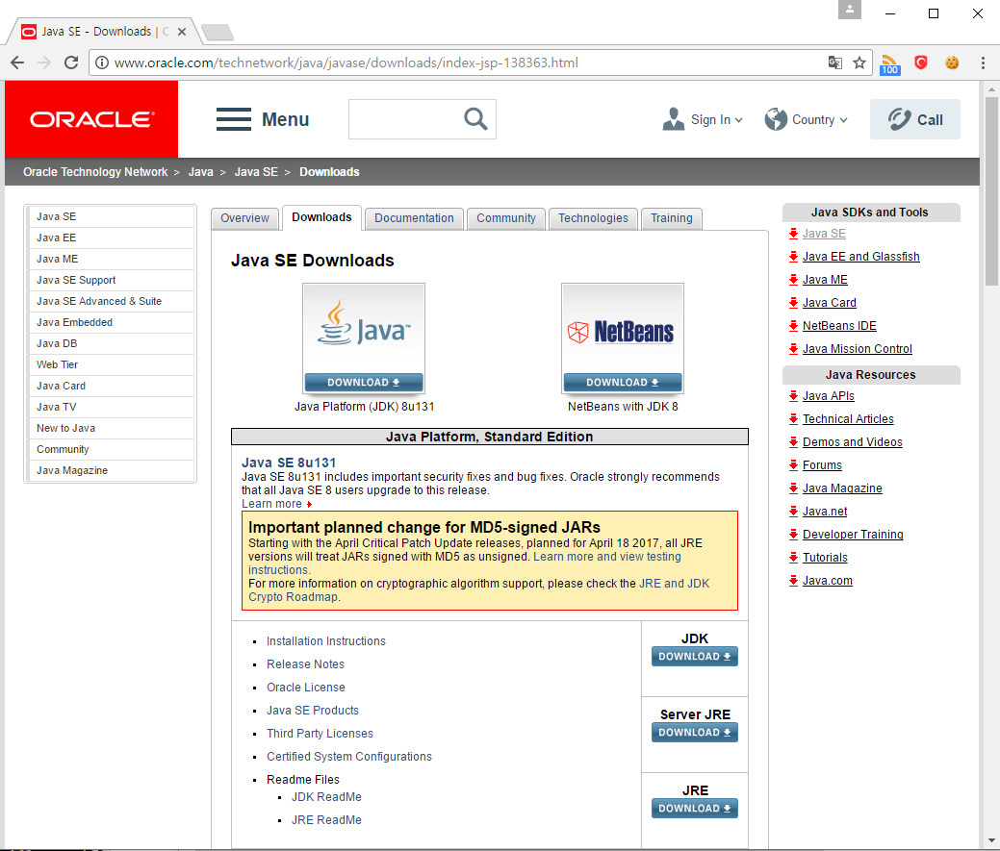 Java SE - Downloads | C
www.oracle.com/technetwork/java/javase/downloads/index-jsp-138363.html
100
ORACLE
Menu
Sign In
Country
Call
Oracle Technology Network > Java > Java SE > Downloads
Java SE
Java EE
Java ME
Java SE Support
Java SE Advanced & Suite
Java Embedded
Java DB
Web Tier
Java Card
Java TV
New to Java
Community
Java Magazine
Overview
Downloads
Documentation
Community
Technologies
Training
Java SE Downloads
Java™
DOWNLOAD
Java Platform (JDK) 8u131
NetBeans
DOWNLOAD
NetBeans with JDK 8
Java Platform, Standard Edition
Java SE 8u131
Java SE 8u131 includes important security fixes and bug fixes. Oracle strongly recommends
that all Java SE 8 users upgrade to this release.
Learn more
Important planned change for MD5-signed JARs
Starting with the April Critical Patch Update releases, planned for April 18 2017, all JRE
versions will treat JARs signed with MD5 as unsigned. Learn more and view testing
instructions.
For more information on cryptographic algorithm support, please check the JRE and JDK
Crypto Roadmap.
Installation Instructions
Release Notes
Oracle License
Java SE Products
Third Party Licenses
Certified System Configurations
Readme Files
JDK ReadMe
JRE ReadMe
JDK
DOWNLOAD
Server JRE
DOWNLOAD
JRE
DOWNLOAD
Java SDKs and Tools
Java SE
Java EE and Glassfish
Java ME
Java Card
NetBeans IDE
Java Mission Control
Java Resources
Java APIs
Technical Articles
Demos and Videos
Forums
Java Magazine
Java.net
Developer Training
Tutorials
Java.com